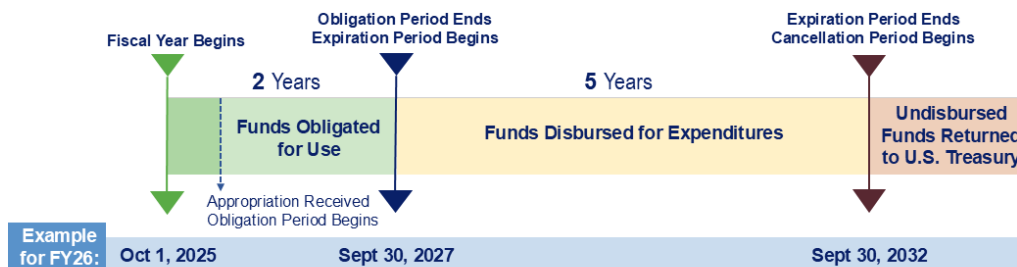 Obligation Period Ends
Expiration Period Begins
Expiration Period Ends
Cancellation Period Begins
Fiscal Year Begins
2 Years
5 Years
Funds Obligated
for Use
Funds Disbursed for Expenditures
Undisbursed
Funds Returned
to U.S. Treasury
Appropriation Received
Obligation Period Begins
Example
for FY26:
Oct 1, 2025
Sept 30, 2027
Sept 30, 2032